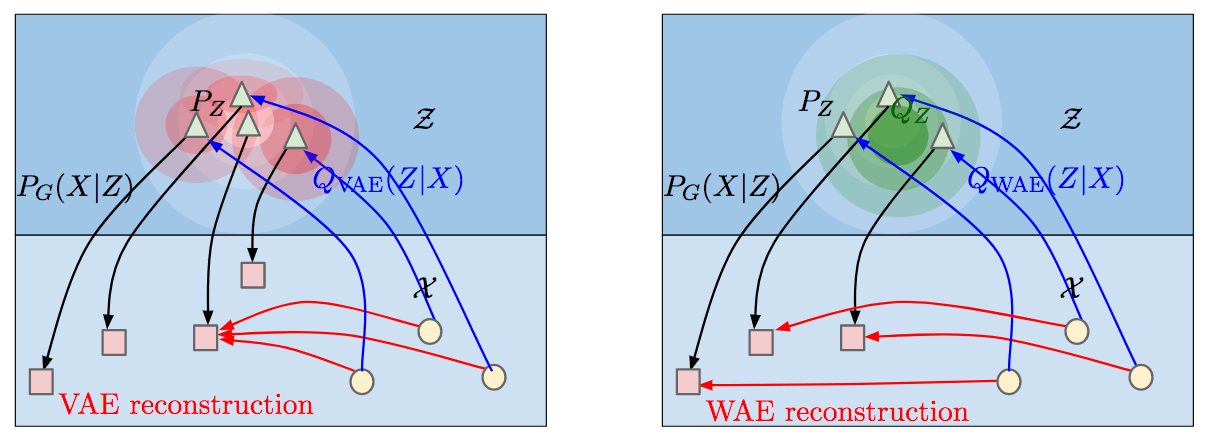 P_Z
𝒵
Q_VAE(Z|X)
P_G(X|Z)
𝒳
VAE reconstruction
P_Z
Q_Z
𝒵
Q_WAE(Z|X)
P_G(X|Z)
𝒳
WAE reconstruction